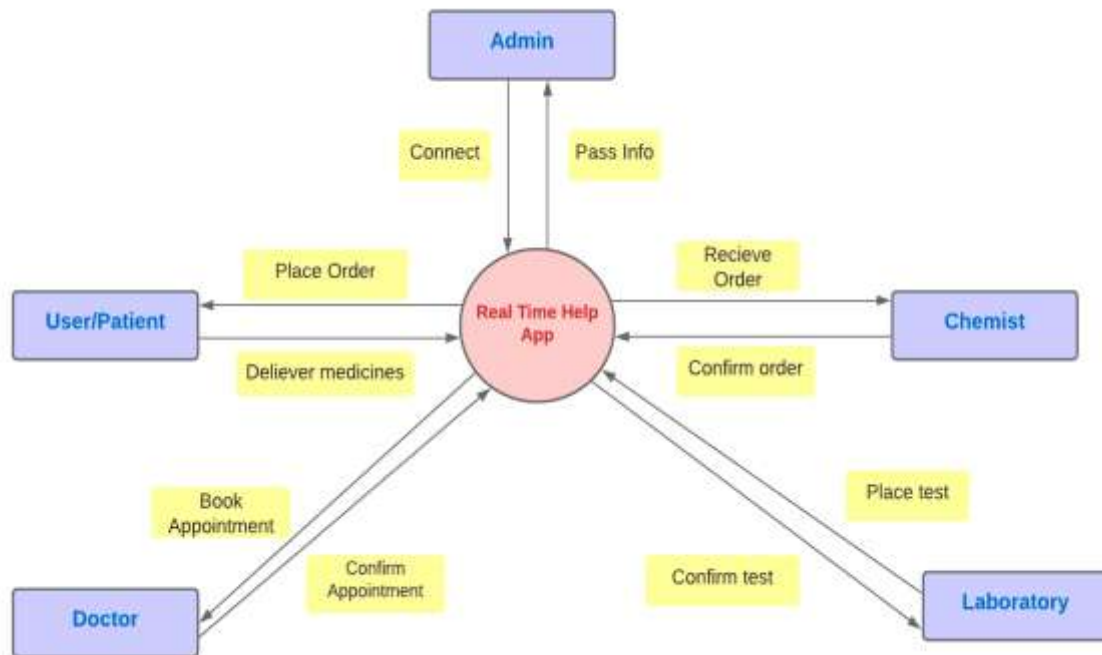 Admin
Connect
Pass Info
Place Order
Recieve
Order
User/Patient
Real Time Help
App
Chemist
Deliever medicines
Confirm order
Book
Appointment
Place test
Confirm
Appointment
Confirm test
Doctor
Laboratory